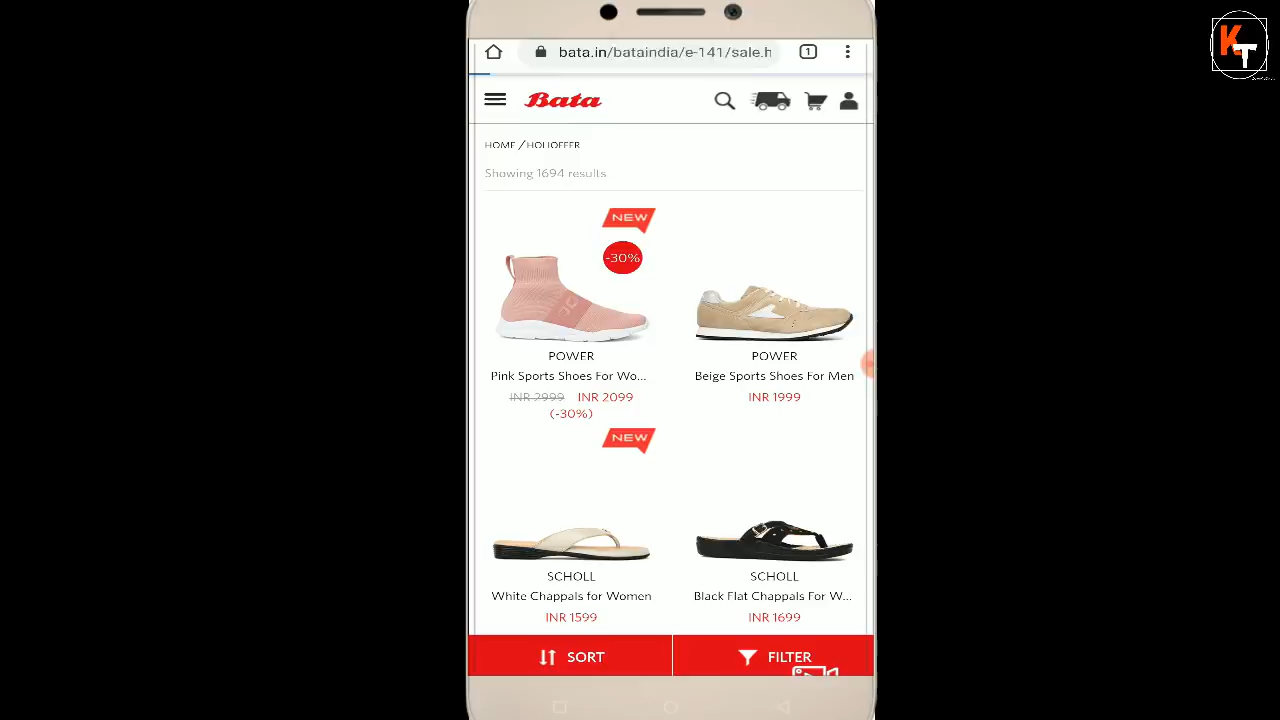 KT
bata.in/bataindia/e-141/sale.h
1
Bata
HOME / HOLIOFFER
Showing 1694 results
NEW
-30%
POWER
POWER
Pink Sports Shoes For Wo...
Beige Sports Shoes For Men
INR 2999 INR 2099
INR 1999
(-30%)
NEW
SCHOLL
SCHOLL
White Chappals for Women
Black Flat Chappals For W...
INR 1599
INR 1699
SORT
FILTER